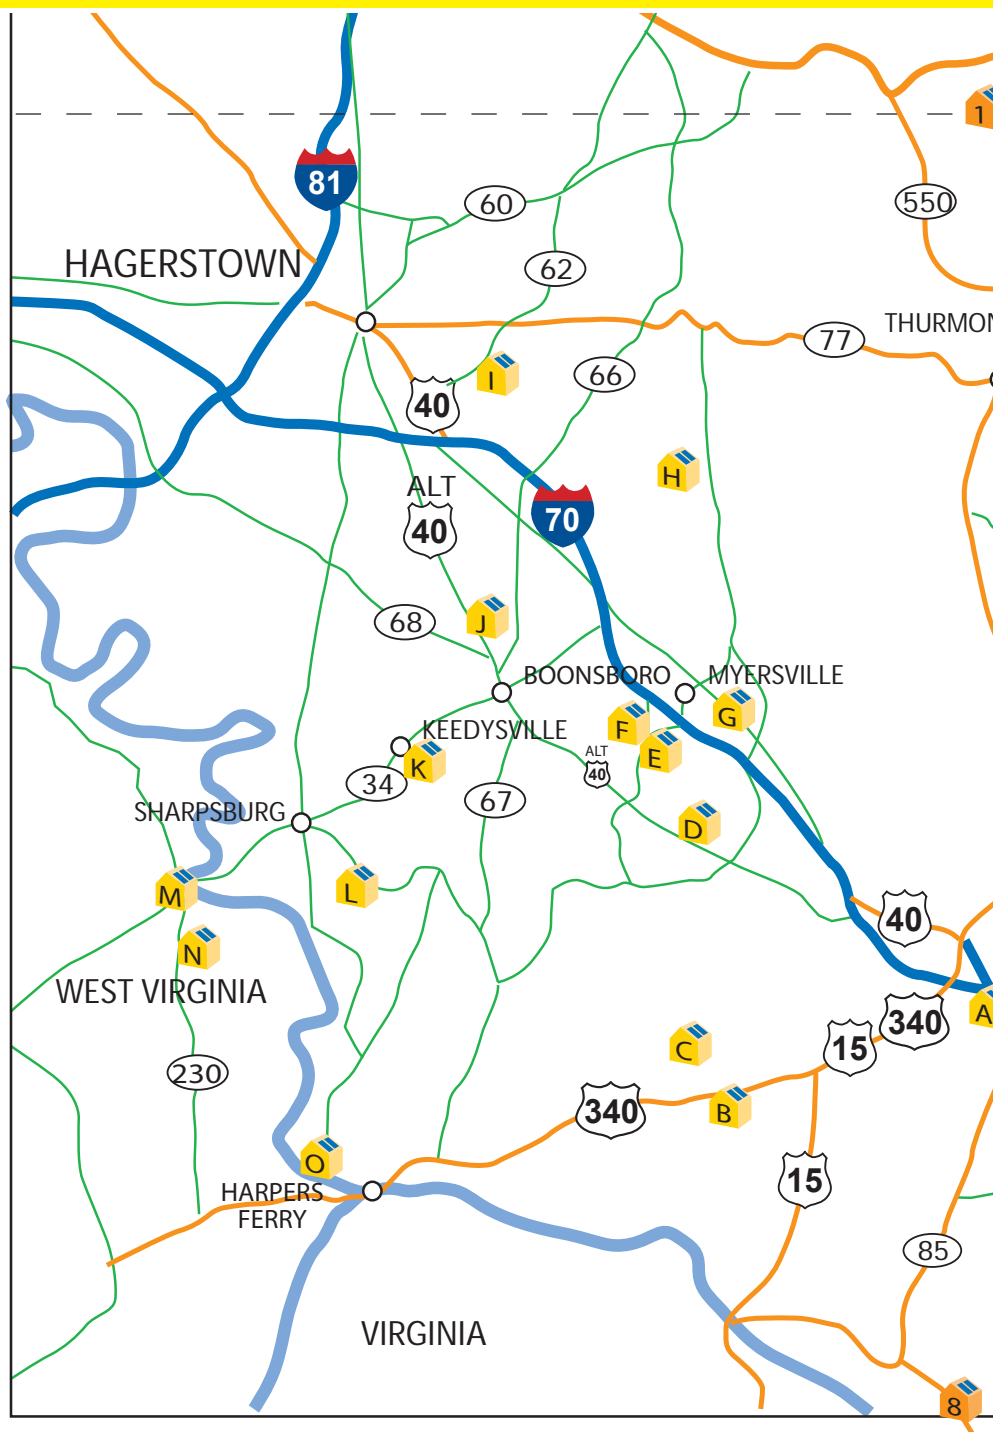 1
81
60
550
HAGERSTOWN
62
THURMON
77
I
66
40
H
ALT
40
70
J
68
BOONSBORO
MYERSVILLE
G
F
KEEDYSVILLE
E
ALT
40
K
34
67
SHARPSBURG
D
M
L
40
N
WEST VIRGINIA
A
340
15
C
230
B
340
O
15
HARPERS
FERRY
85
VIRGINIA
8